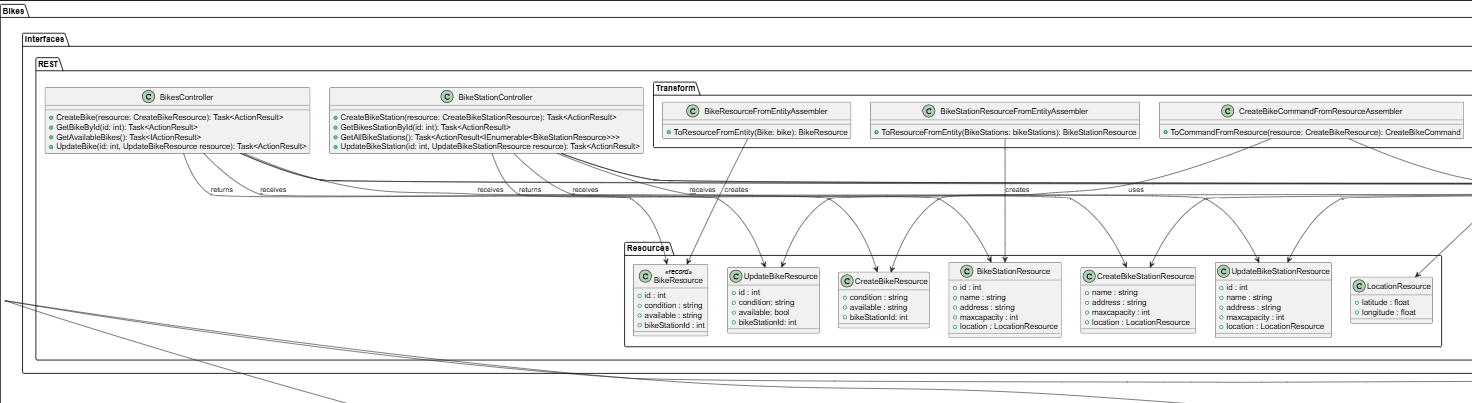 Bikes
Interfaces
REST
C BikesController
CreateBike(resource: CreateBikeResource): Task<ActionResult>
GetBikeById(id: int): Task<ActionResult>
GetAvailableBikes(): Task<IActionResult>
UpdateBike(id: int, UpdateBikeResource resource): Task<ActionResult>
C BikeStationController
CreateBikeStation(resource: CreateBikeStationResource): Task<ActionResult>
GetBikesStationById(id: int): Task<ActionResult>
GetAllBikeStations(): Task<ActionResult<IEnumerable<BikeStationResource>>>
UpdateBikeStation(id: int, UpdateBikeStationResource resource): Task<ActionResult>
Transform
C BikeResourceFromEntityAssembler
ToResourceFromEntity(Bike: bike): BikeResource
C BikeStationResourceFromEntityAssembler
ToResourceFromEntity(BikeStations: bikeStations): BikeStationResource
C CreateBikeCommandFromResourceAssembler
ToCommandFromResource(resource: CreateBikeResource): CreateBikeCommand
returns
receives
receives
returns
receives
receives
creates
creates
uses
Resources
C «record»
BikeResource
id : int
condition : string
available : string
bikeStationId : int
C UpdateBikeResource
id : int
condition: string
available: bool
bikeStationId: int
C CreateBikeResource
condition : string
available : string
bikeStationId: int
C BikeStationResource
id : int
name : string
address : string
maxcapacity : int
location : LocationResource
C CreateBikeStationResource
name : string
address : string
maxcapacity : int
location : LocationResource
C UpdateBikeStationResource
id : int
name : string
address : string
maxcapacity : int
location : LocationResource
C LocationResource
latitude : float
longitude : float